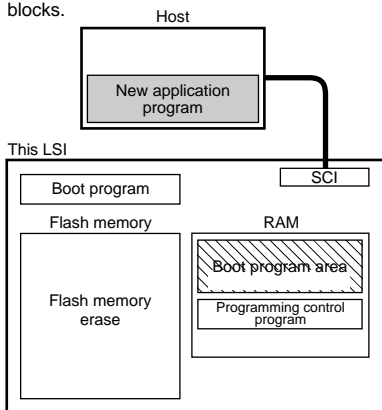 blocks.
Host
New application
program
This LSI
SCI
Boot program
Flash memory
RAM
Boot program area
Flash memory
erase
Programming control
program